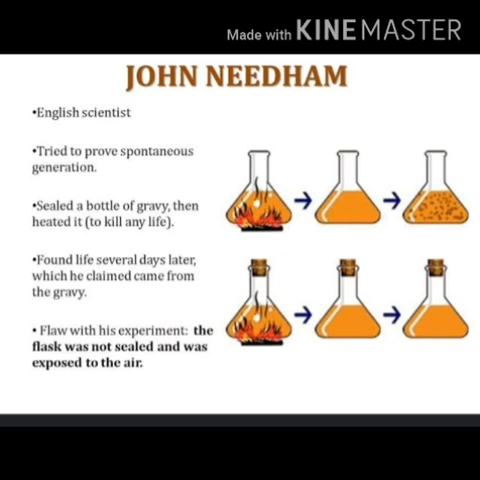 Made with KINEMASTER
JOHN NEEDHAM
•English scientist
•Tried to prove spontaneous
generation.
•Sealed a bottle of gravy, then
heated it (to kill any life).
•Found life several days later,
which he claimed came from
the gravy.
• Flaw with his experiment: the
flask was not sealed and was
exposed to the air.